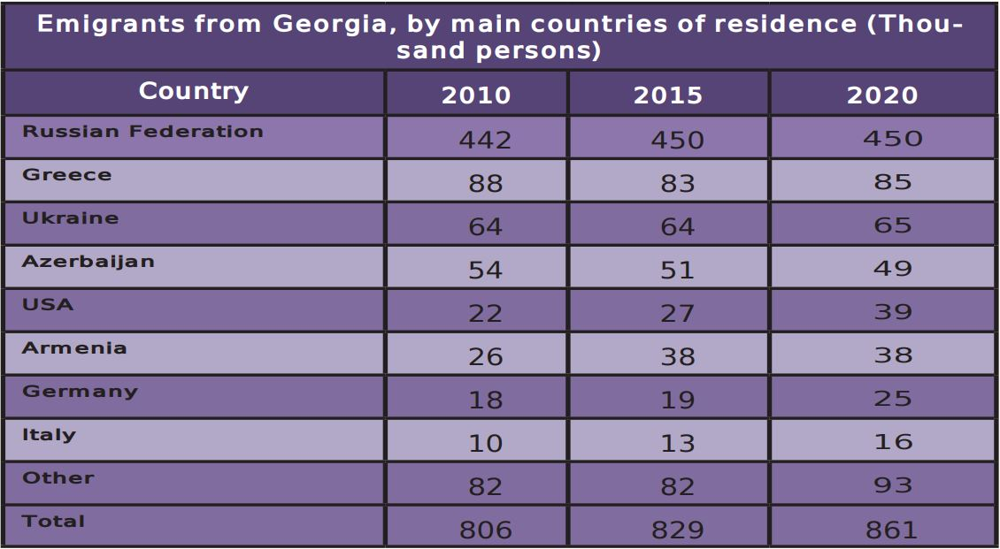 Emigrants from Georgia, by main countries of residence (Thou-
sand persons)
Country 2010 2015 2020
Russian Federation 442 450 450
Greece 88 83 85
Ukraine 64 64 65
Azerbaijan 54 51 49
USA 22 27 39
Armenia 26 38 38
Germany 18 19 25
Italy 10 13 16
Other 82 82 93
Total 806 829 861